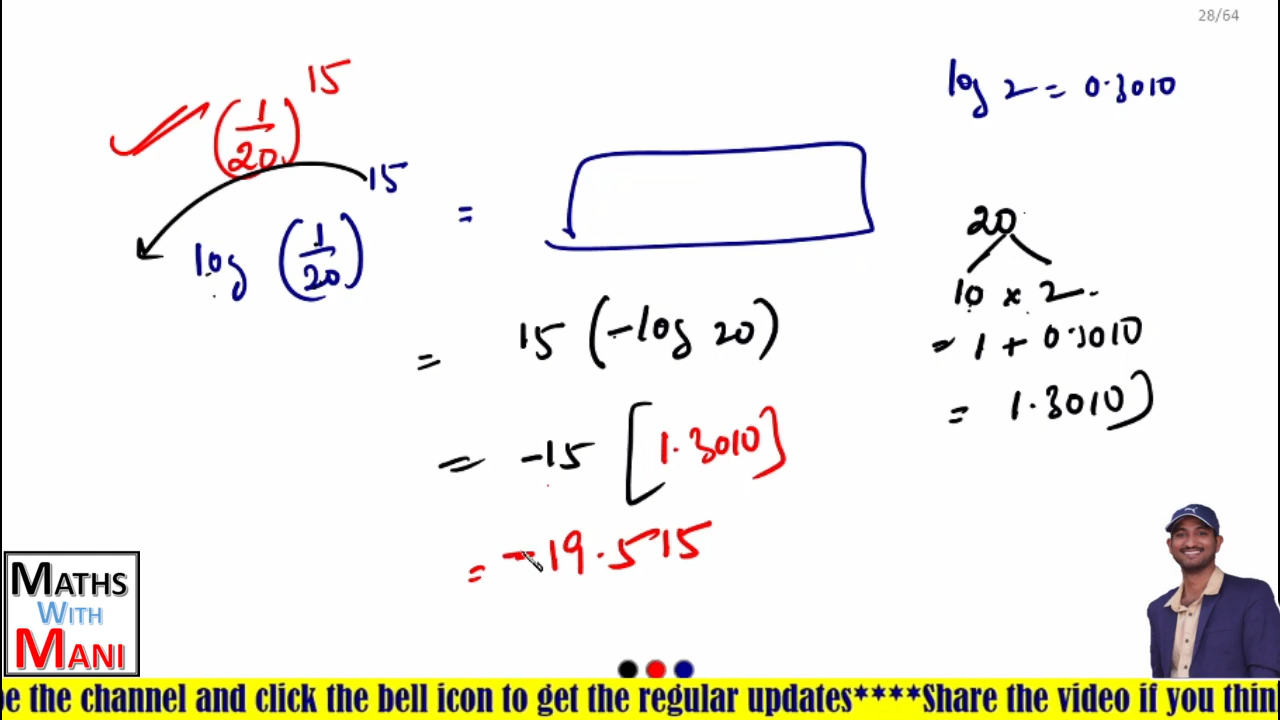 28/64
(1/20)^15
log 2 = 0.3010
log (1/20)^15 =
20
10 x 2
= 1 + 0.3010
= 1.3010)
= 15 (-log 20)
= -15 [1.3010]
= -19.515
MATHS
WITH
MANI
be the channel and click the bell icon to get the regular updates****Share the video if you thin